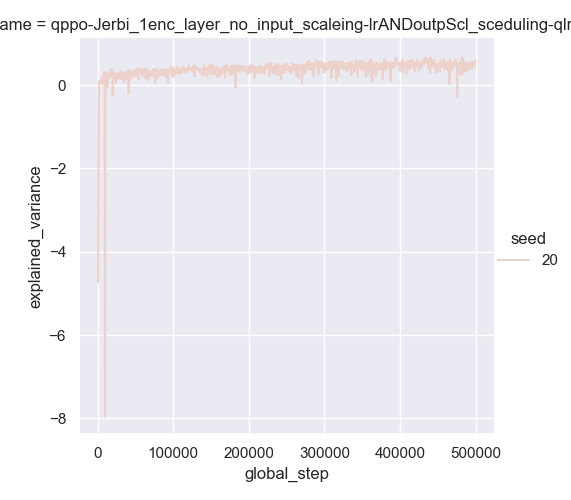 ame = qppo-Jerbi_1enc_layer_no_input_scaleing-lrANDoutpScl_sceduling-qlr
0
−2
−4
−6
−8
explained_variance
0 100000 200000 300000 400000 500000
global_step
seed
20